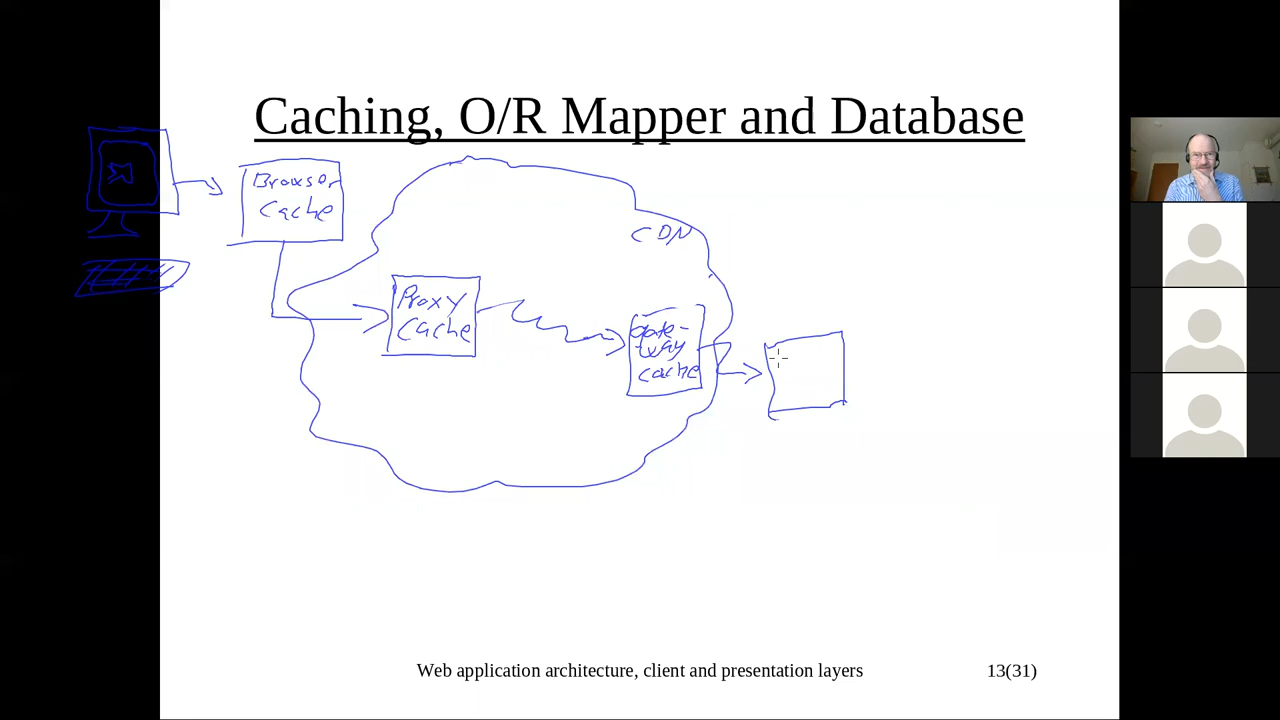 Caching, O/R Mapper and Database
Browser
Cache
CDN
Proxy
Cache
Gate-
-way
cache
Web application architecture, client and presentation layers
13(31)